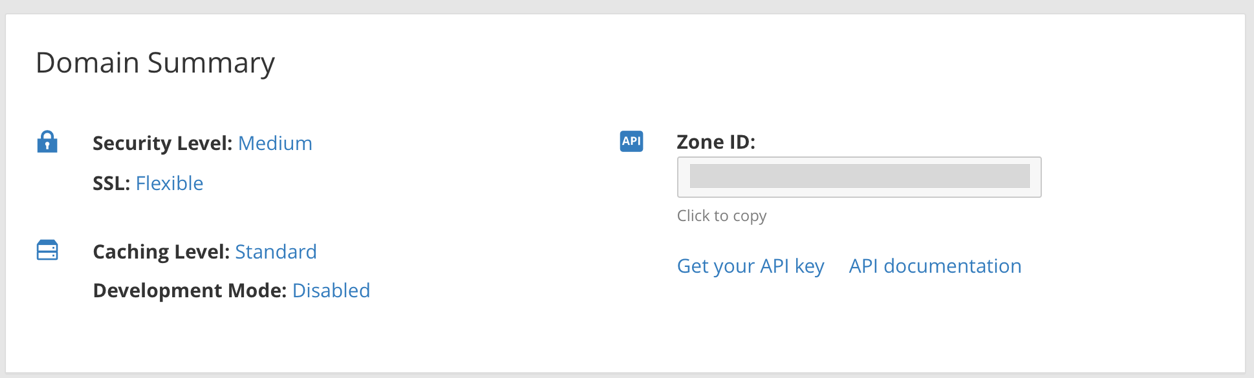 Domain Summary
Security Level: Medium
SSL: Flexible
Caching Level: Standard
Development Mode: Disabled
API
Zone ID:
Click to copy
Get your API key API documentation